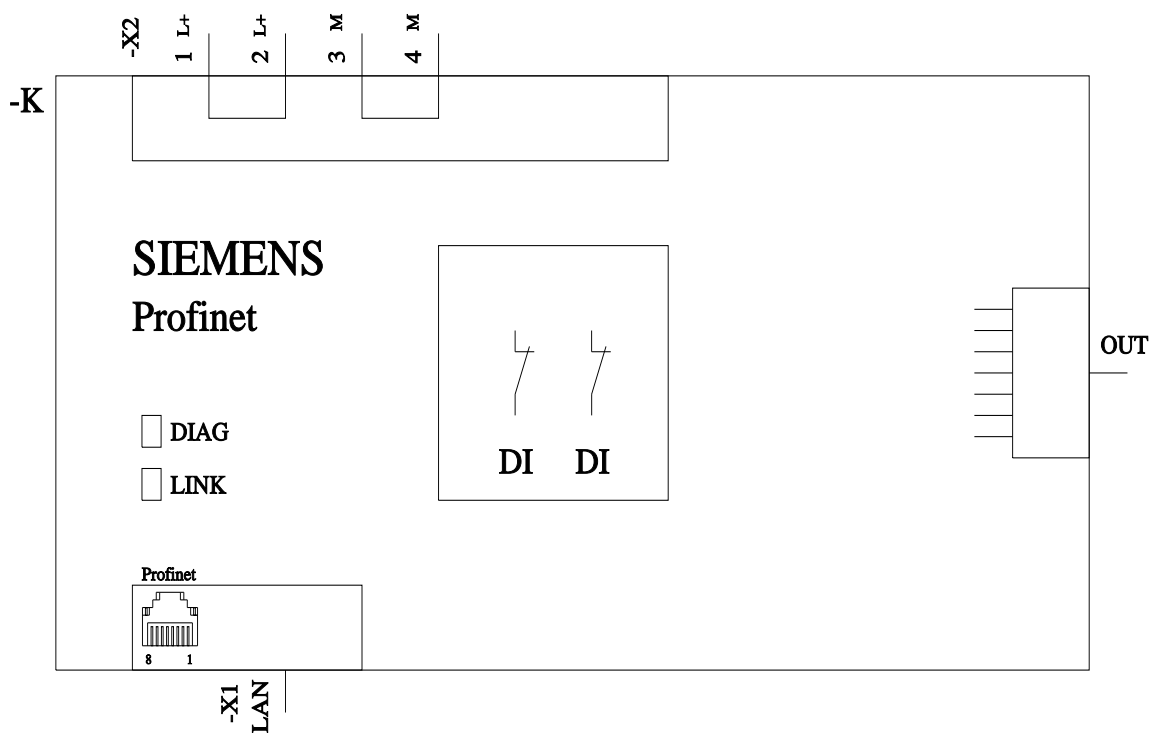 -X2
1 L+
2 L+
3 M
4 M
-K
SIEMENS
Profinet
OUT
DIAG
DI DI
LINK
Profinet
8 1
-X1
LAN